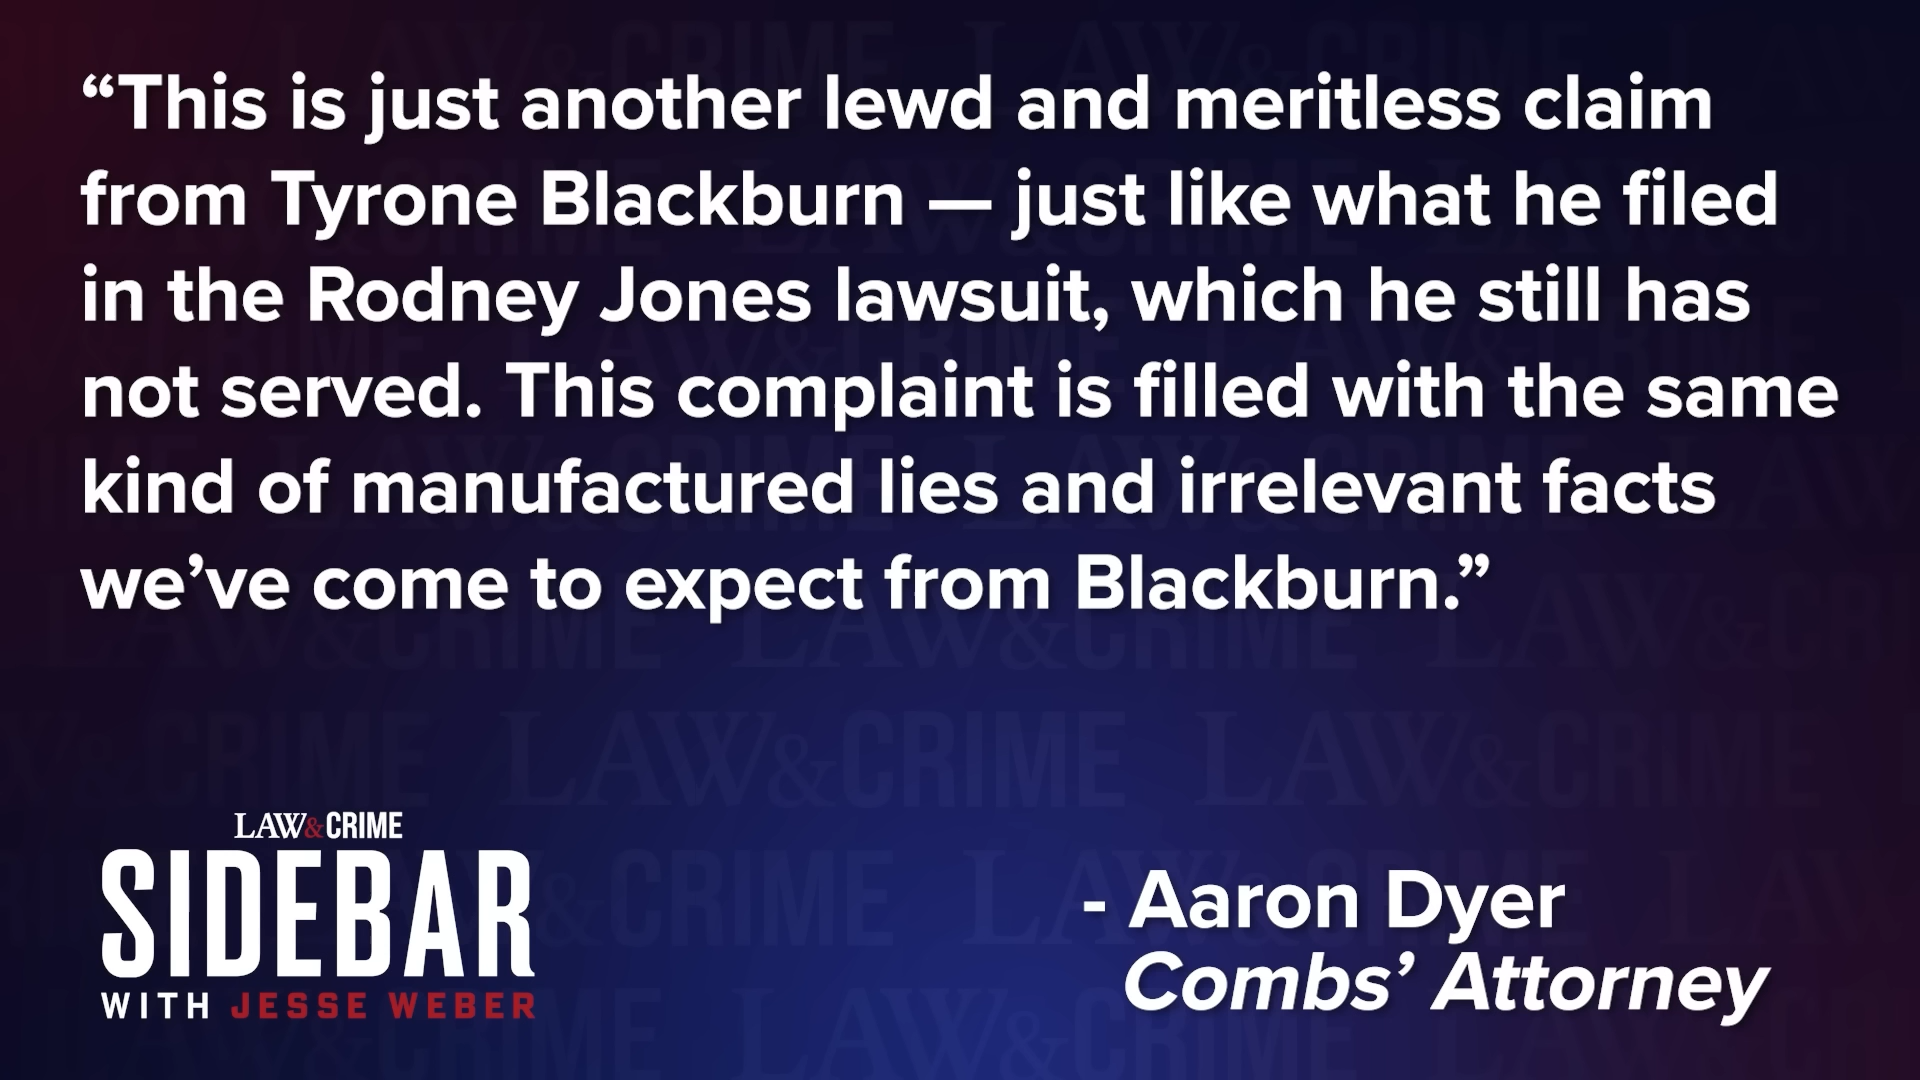 “This is just another lewd and meritless claim
from Tyrone Blackburn — just like what he filed
in the Rodney Jones lawsuit, which he still has
not served. This complaint is filled with the same
kind of manufactured lies and irrelevant facts
we’ve come to expect from Blackburn.”
LAW&CRIME
SIDEBAR
WITH JESSE WEBER
- Aaron Dyer
Combs’ Attorney